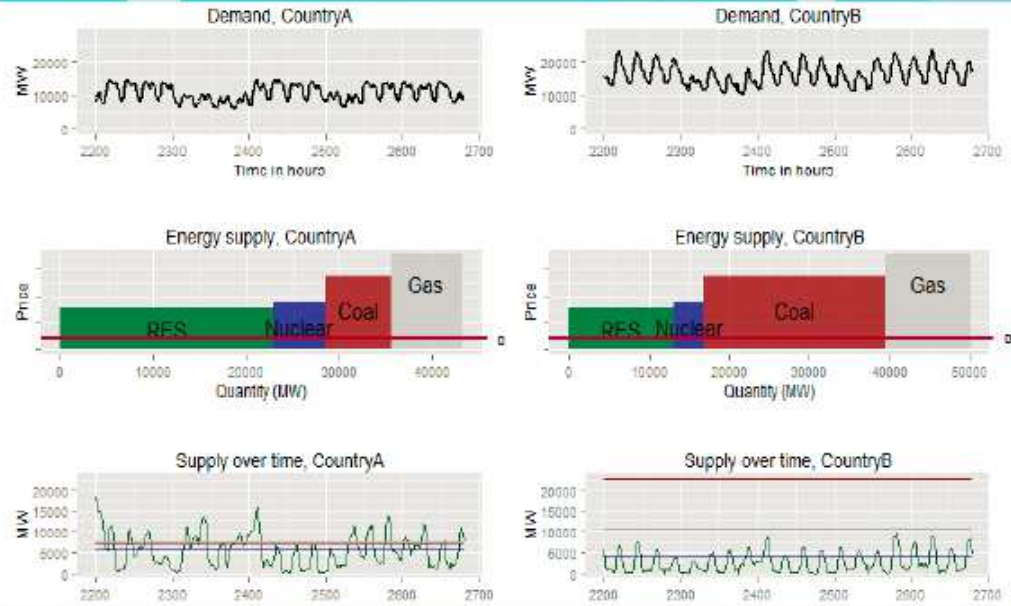 Demand, CountryA
MW
20000
10000
0
2200 2300 2400 2500 2600 2700
Time in hours
Demand, CountryB
MW
20000
10000
0
2200 2300 2400 2500 2600 2700
Time in hours
Energy supply, CountryA
Price
RES Nuclear Coal Gas
0 10000 20000 30000 40000
Quantity (MW)
Energy supply, CountryB
Price
RES Nuclear Coal Gas
0 10000 20000 30000 40000 50000
Quantity (MW)
Supply over time, CountryA
MW
20000
15000
10000
5000
0
2200 2300 2400 2500 2600 2700
Supply over time, CountryB
MW
20000
15000
10000
5000
0
2200 2300 2400 2500 2600 2700